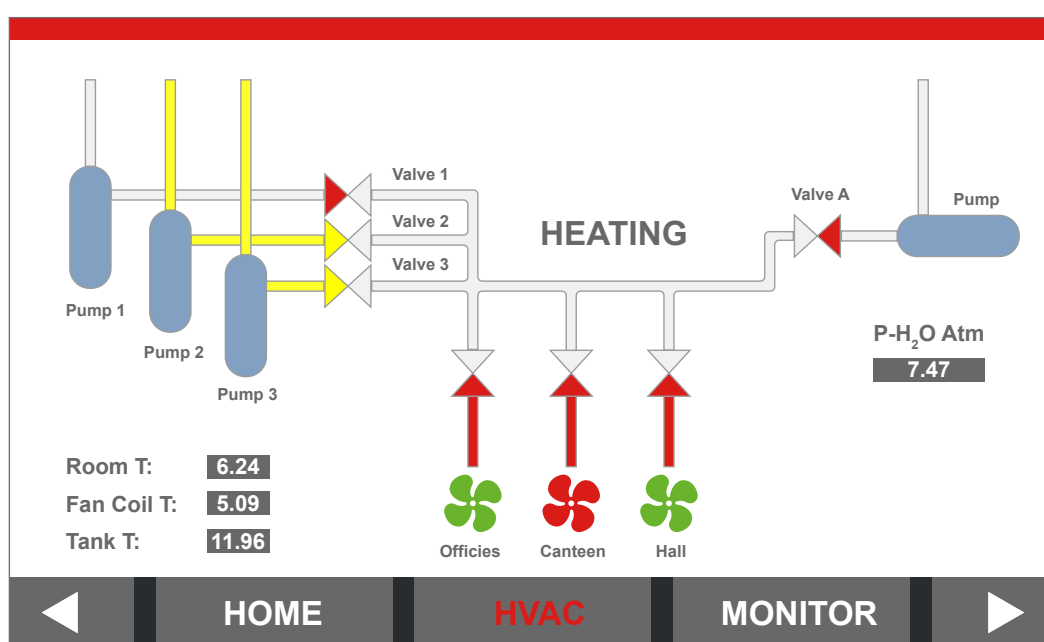 Valve 1
Valve 2
Valve 3
HEATING
Valve A
Pump
Pump 1
Pump 2
Pump 3
P-H₂O Atm
7.47
Room T: 6.24
Fan Coil T: 5.09
Tank T: 11.96
Officies Canteen Hall
HOME HVAC MONITOR